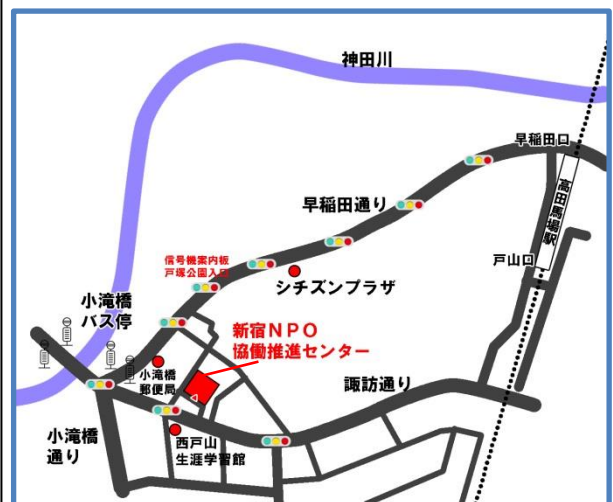 神田川
早稲田口
高田馬場駅
早稲田通り
戸山口
信号機案内板
戸塚公園入口
シチズンプラザ
小滝橋
バス停
新宿NPO
協働推進センター
小滝橋
郵便局
諏訪通り
小滝橋
通り
西戸山
生涯学習館